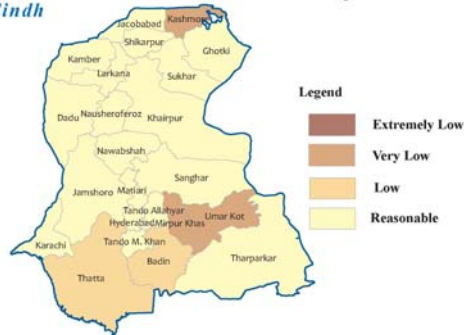 Sindh
Jacobabad
Kashmore
Shikarpur
Ghotki
Kamber
Larkana
Sukhar
Dadu
Nausheroferoz
Khairpur
Nawabshah
Sanghar
Jamshoro
Matiari
Tando Allahyar
Umar Kot
Hyderabad
Mirpur Khas
Karachi
Tando M. Khan
Badin
Tharparkar
Thatta
Legend
Extremely Low
Very Low
Low
Reasonable